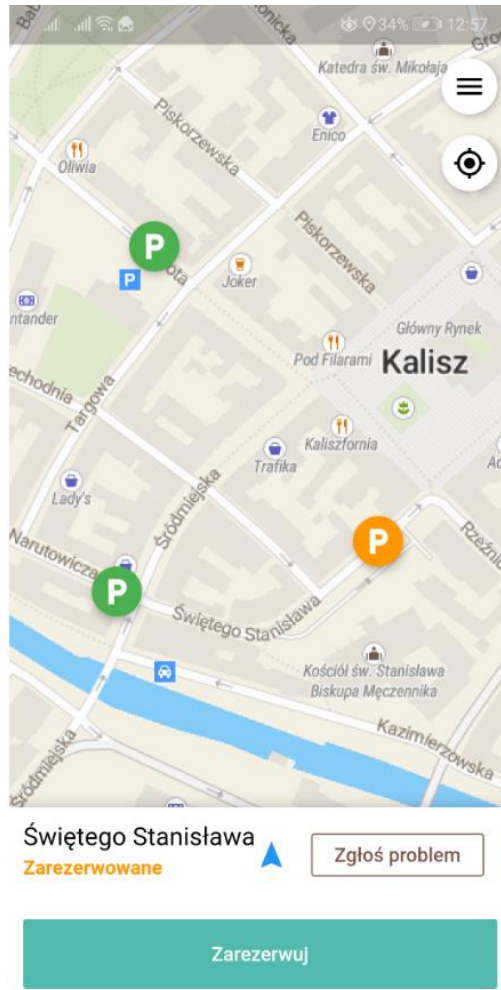 34% 12:57
Katedra św. Mikołaja
Piskorzewska
Enico
Oliwia
P
P
Joker
Piskorzewska
Główny Rynek
ntander
Pod Filarami
Kalisz
echodnia
Targowa
Kaliszfornia
Trafika
Lady's
Śródmiejska
P
Narutowicza
P
Świętego Stanisława
Kościół św. Stanisława
Biskupa Męczennika
Kazimierzowska
Śródmiejska
Świętego Stanisława
Zarezerwowane
Zgłoś problem
Zarezerwuj